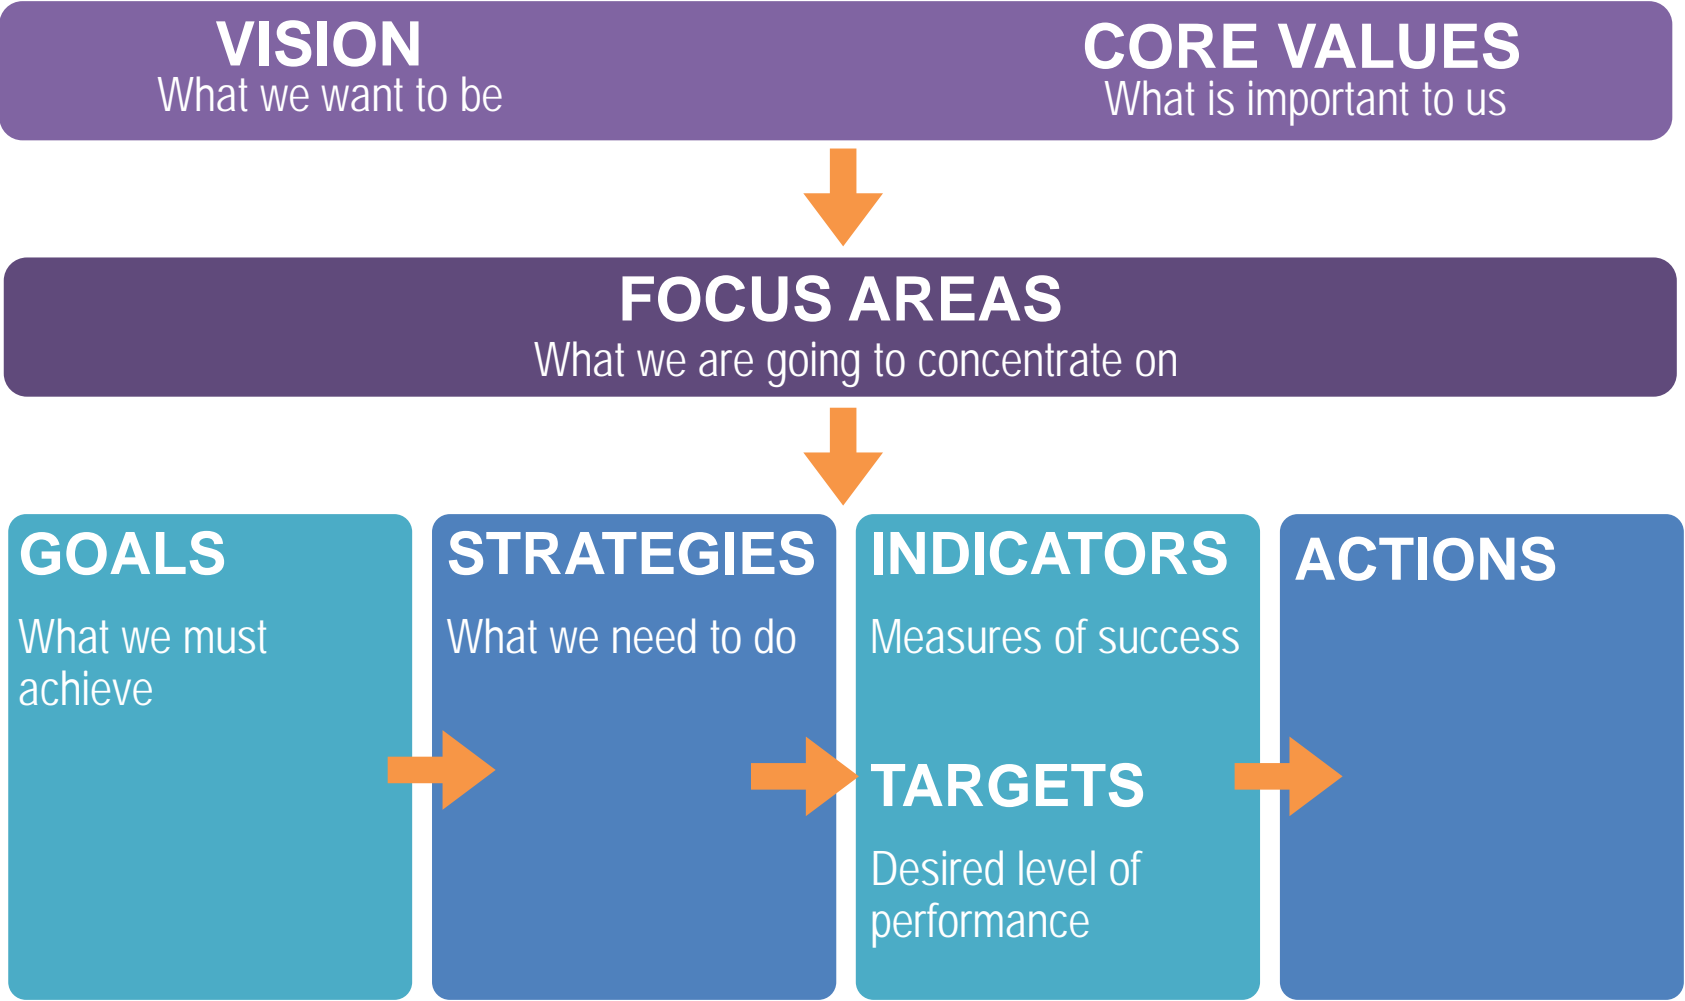 VISION
What we want to be
CORE VALUES
What is important to us
FOCUS AREAS
What we are going to concentrate on
GOALS
What we must
achieve
STRATEGIES
What we need to do
INDICATORS
Measures of success
TARGETS
Desired level of
performance
ACTIONS